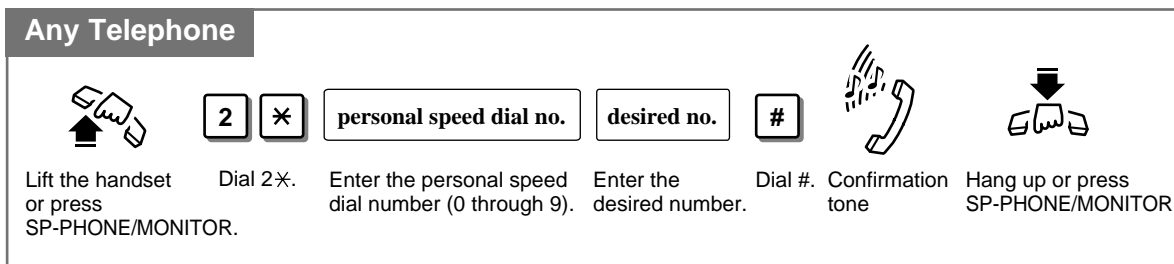 Any Telephone
2 ✳ personal speed dial no. desired no. #
Lift the handset or press SP-PHONE/MONITOR.
Dial 2✳.
Enter the personal speed dial number (0 through 9).
Enter the desired number.
Dial #.
Confirmation tone
Hang up or press SP-PHONE/MONITOR